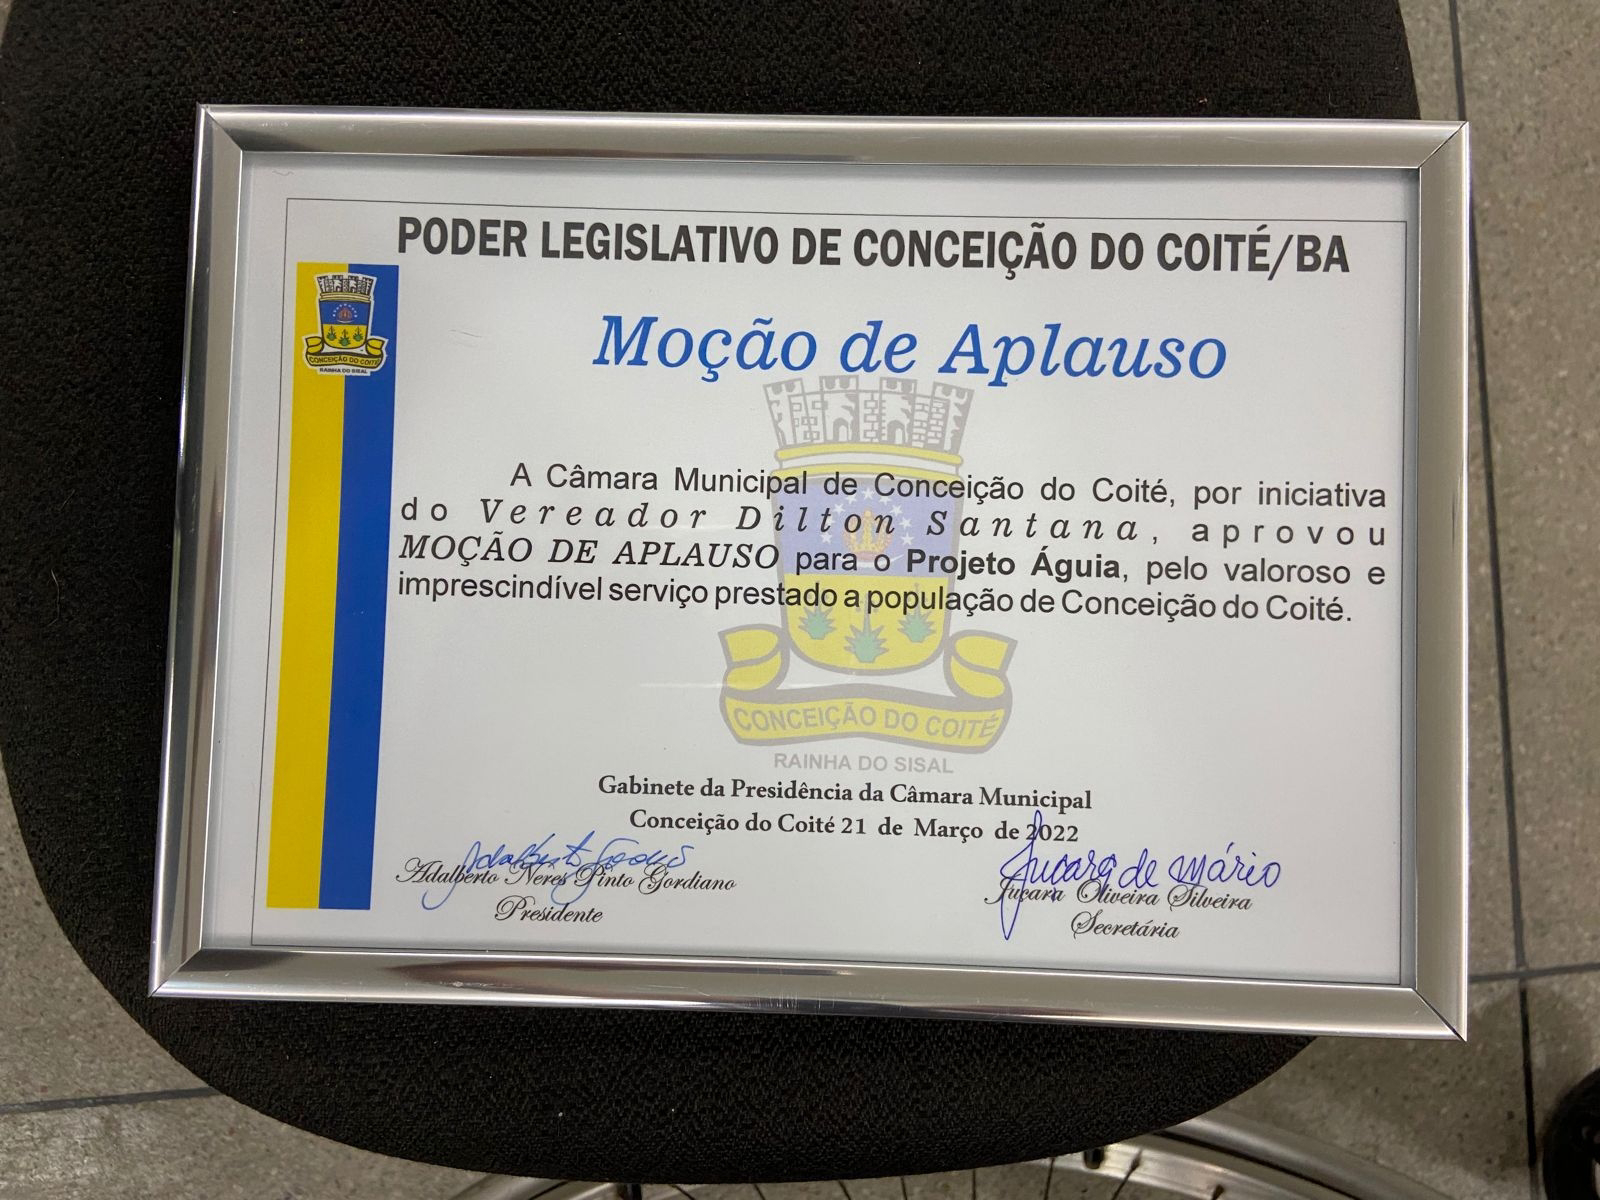 PODER LEGISLATIVO DE CONCEIÇÃO DO COITÉ/BA
CONCEIÇÃO DO COITÉ
RAINHA DO SISAL
Moção de Aplauso
A Câmara Municipal de Conceição do Coité, por iniciativa
do Vereador Dilton Santana, aprovou
MOÇÃO DE APLAUSO para o Projeto Águia, pelo valoroso e
imprescindível serviço prestado a população de Conceição do Coité.
CONCEIÇÃO DO COITÉ
RAINHA DO SISAL
Gabinete da Presidência da Câmara Municipal
Conceição do Coité 21 de Março de 2022
Adalberto Gordiano
Adalberto Neres Pinto Gordiano
Presidente
Juçara de Mário
Juçara Oliveira Silveira
Secretária